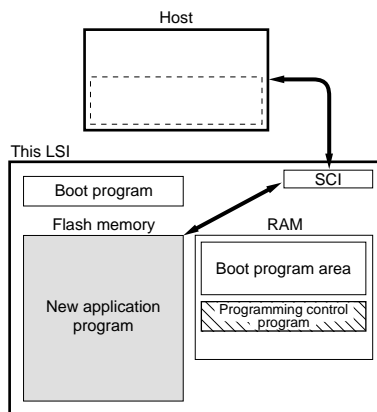 Host
This LSI
Boot program
SCI
Flash memory
RAM
New application
program
Boot program area
Programming control
program